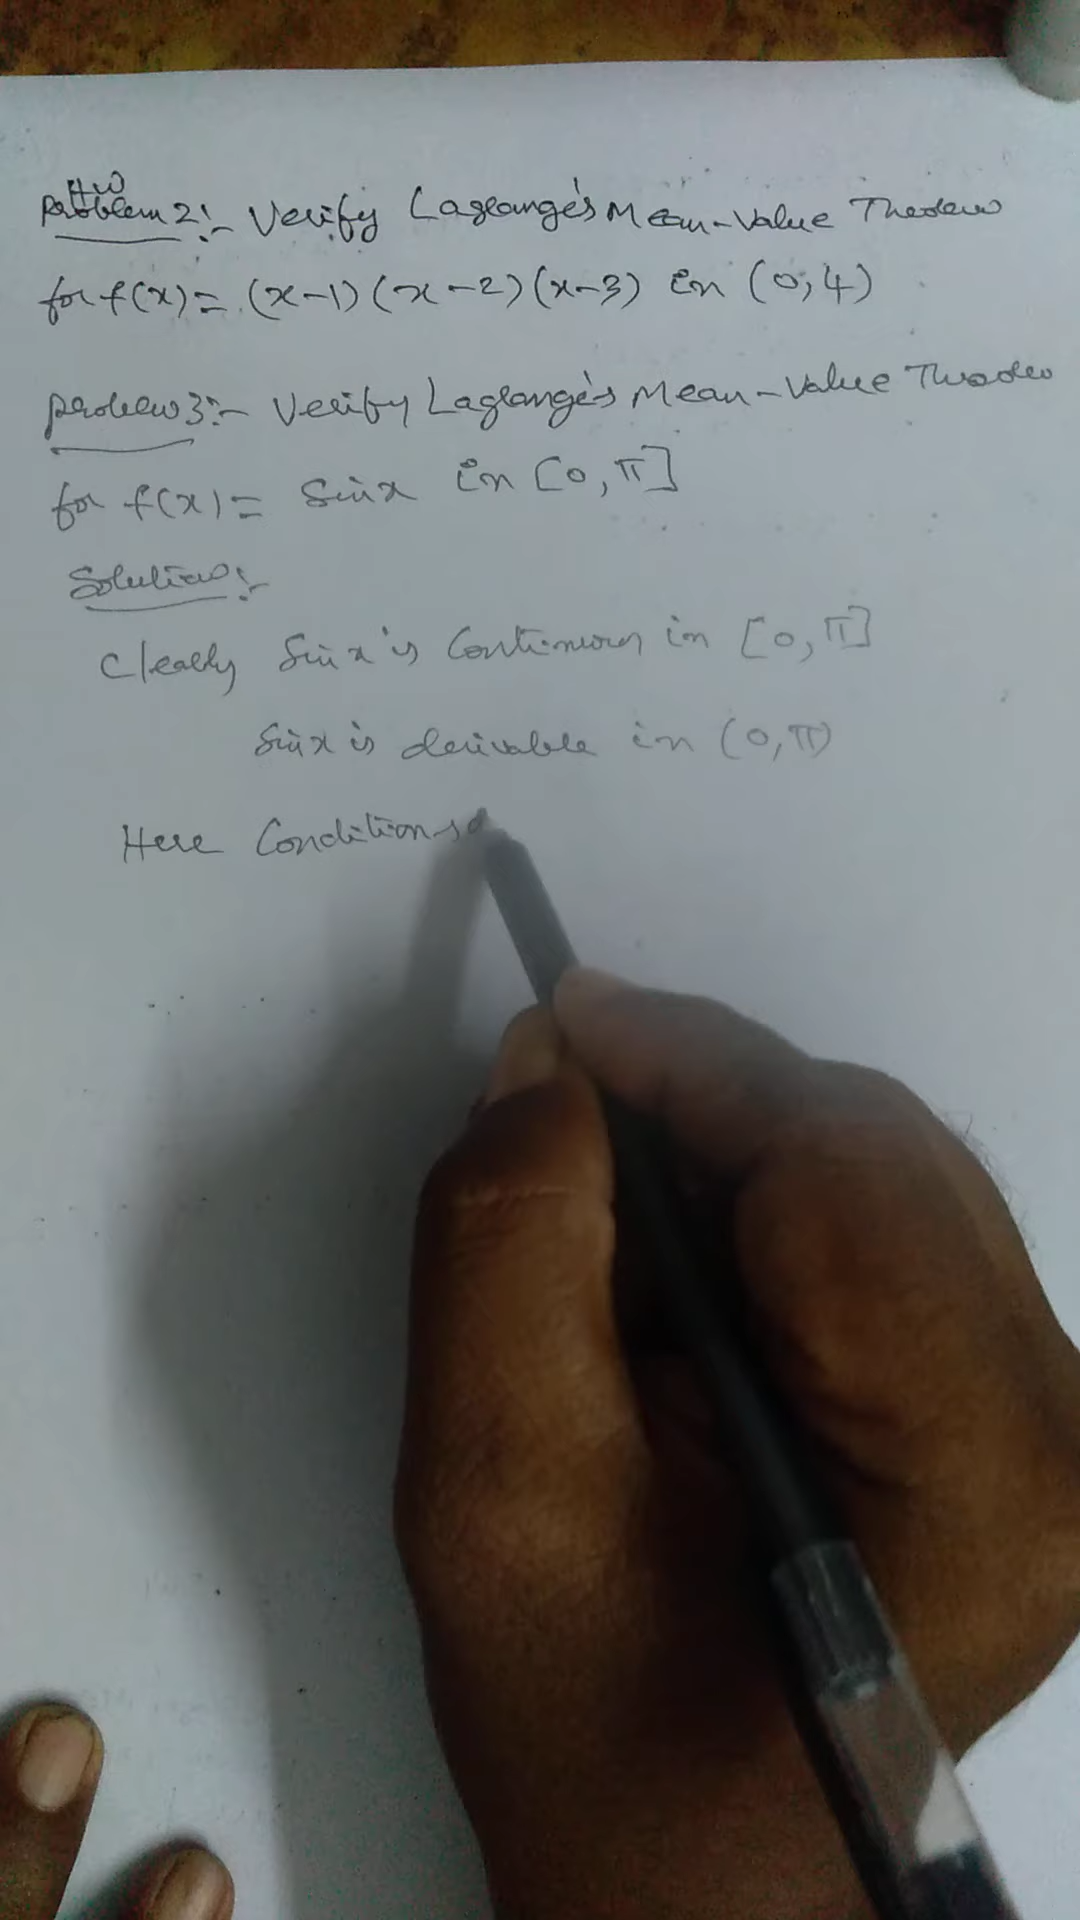 HW
Problem 2:- Verify Lagrange's Mean-Value Theorem
for f(x) = (x-1) (x-2) (x-3) in (0, 4)
Problem 3:- Verify Lagrange's Mean-Value Theorem
for f(x) = Sinx in [0, π]
Solution:-
Clearly Sinx is Continuous in [0, π]
Sinx is derivable in (0, π)
Here Conditions